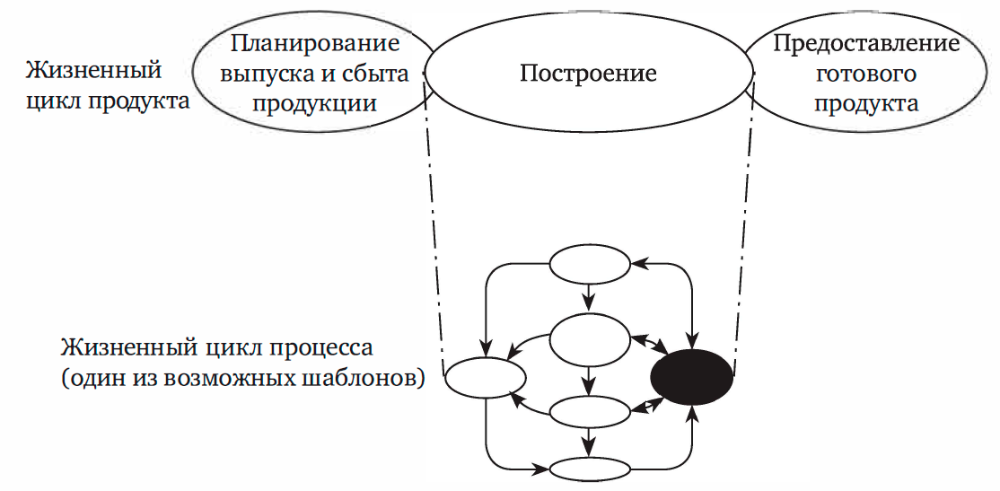 Жизненный
цикл продукта
Планирование
выпуска и сбыта
продукции
Построение
Предоставление
готового
продукта
Жизненный цикл процесса
(один из возможных шаблонов)